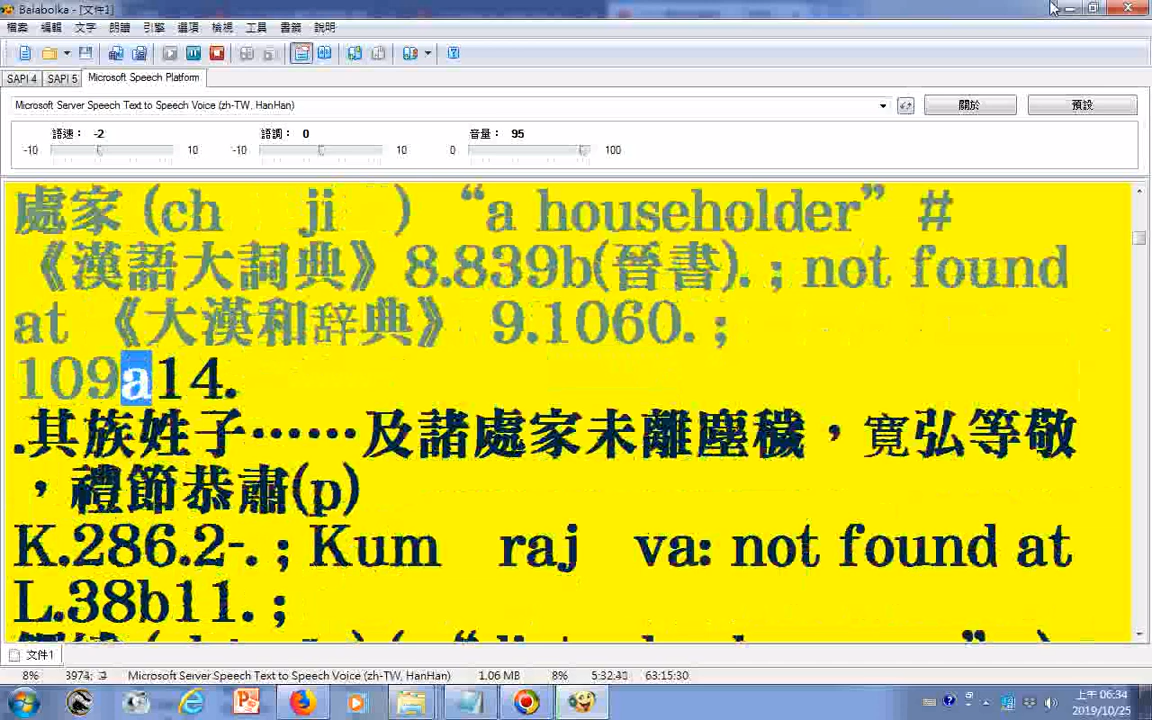 Balabolka - [文件1]
檔案 編輯 文字 朗讀 引擎 選項 檢視 工具 書籤 說明
SAPI 4 SAPI 5 Microsoft Speech Platform
Microsoft Server Speech Text to Speech Voice (zh-TW, HanHan) 關於 預設
語速： -2 語調： 0 音量： 95
-10 10 -10 10 0 100
處家 (ch ji ) “a householder” #
《漢語大詞典》 8.839b(晉書). ; not found
at 《大漢和辞典》 9.1060. ;
109a14.
.其族姓子……及諸處家未離塵穢，寬弘等敬
，禮節恭肅(p)
K.286.2-. ; Kum raj va: not found at
L.38b11. ;
文件1
8% Microsoft Server Speech Text to Speech Voice (zh-TW, HanHan) 1.06 MB 8% 63:15:30
上午 06:34
2019/10/25